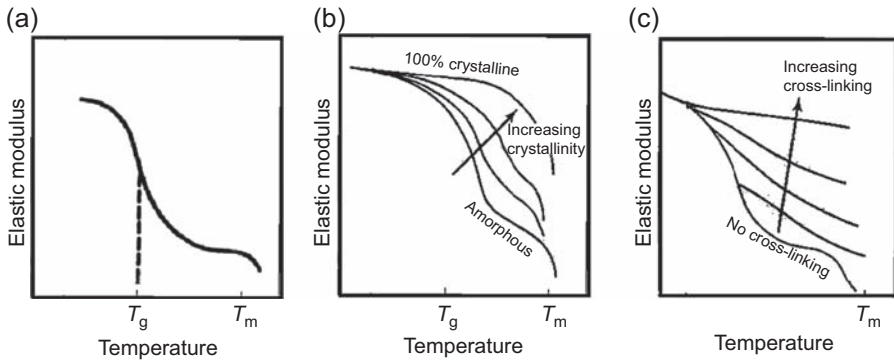 (a)
Elastic modulus
Tg
Tm
Temperature
(b)
Elastic modulus
100% crystalline
Increasing
crystallinity
Amorphous
Tg
Tm
Temperature
(c)
Elastic modulus
Increasing
cross-linking
No cross-linking
Tm
Temperature